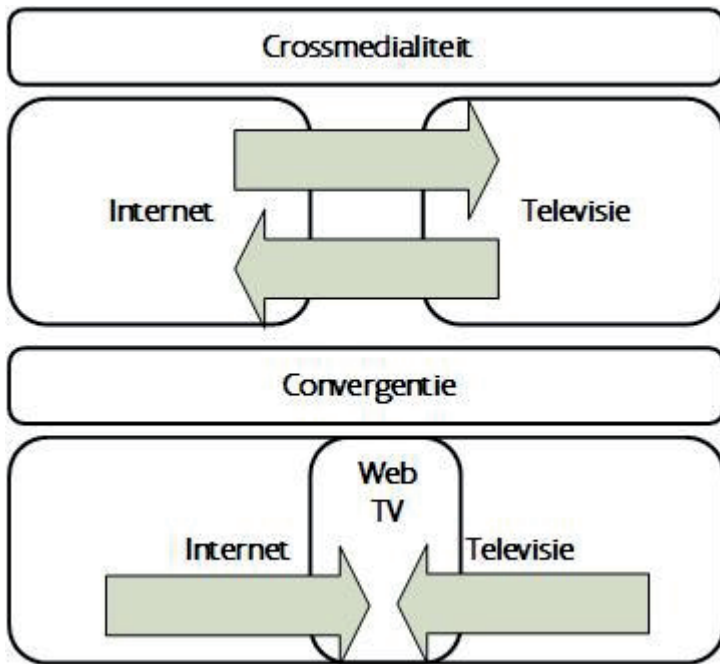 Crossmedialiteit
Internet
Televisie
Convergentie
Web
TV
Internet
Televisie